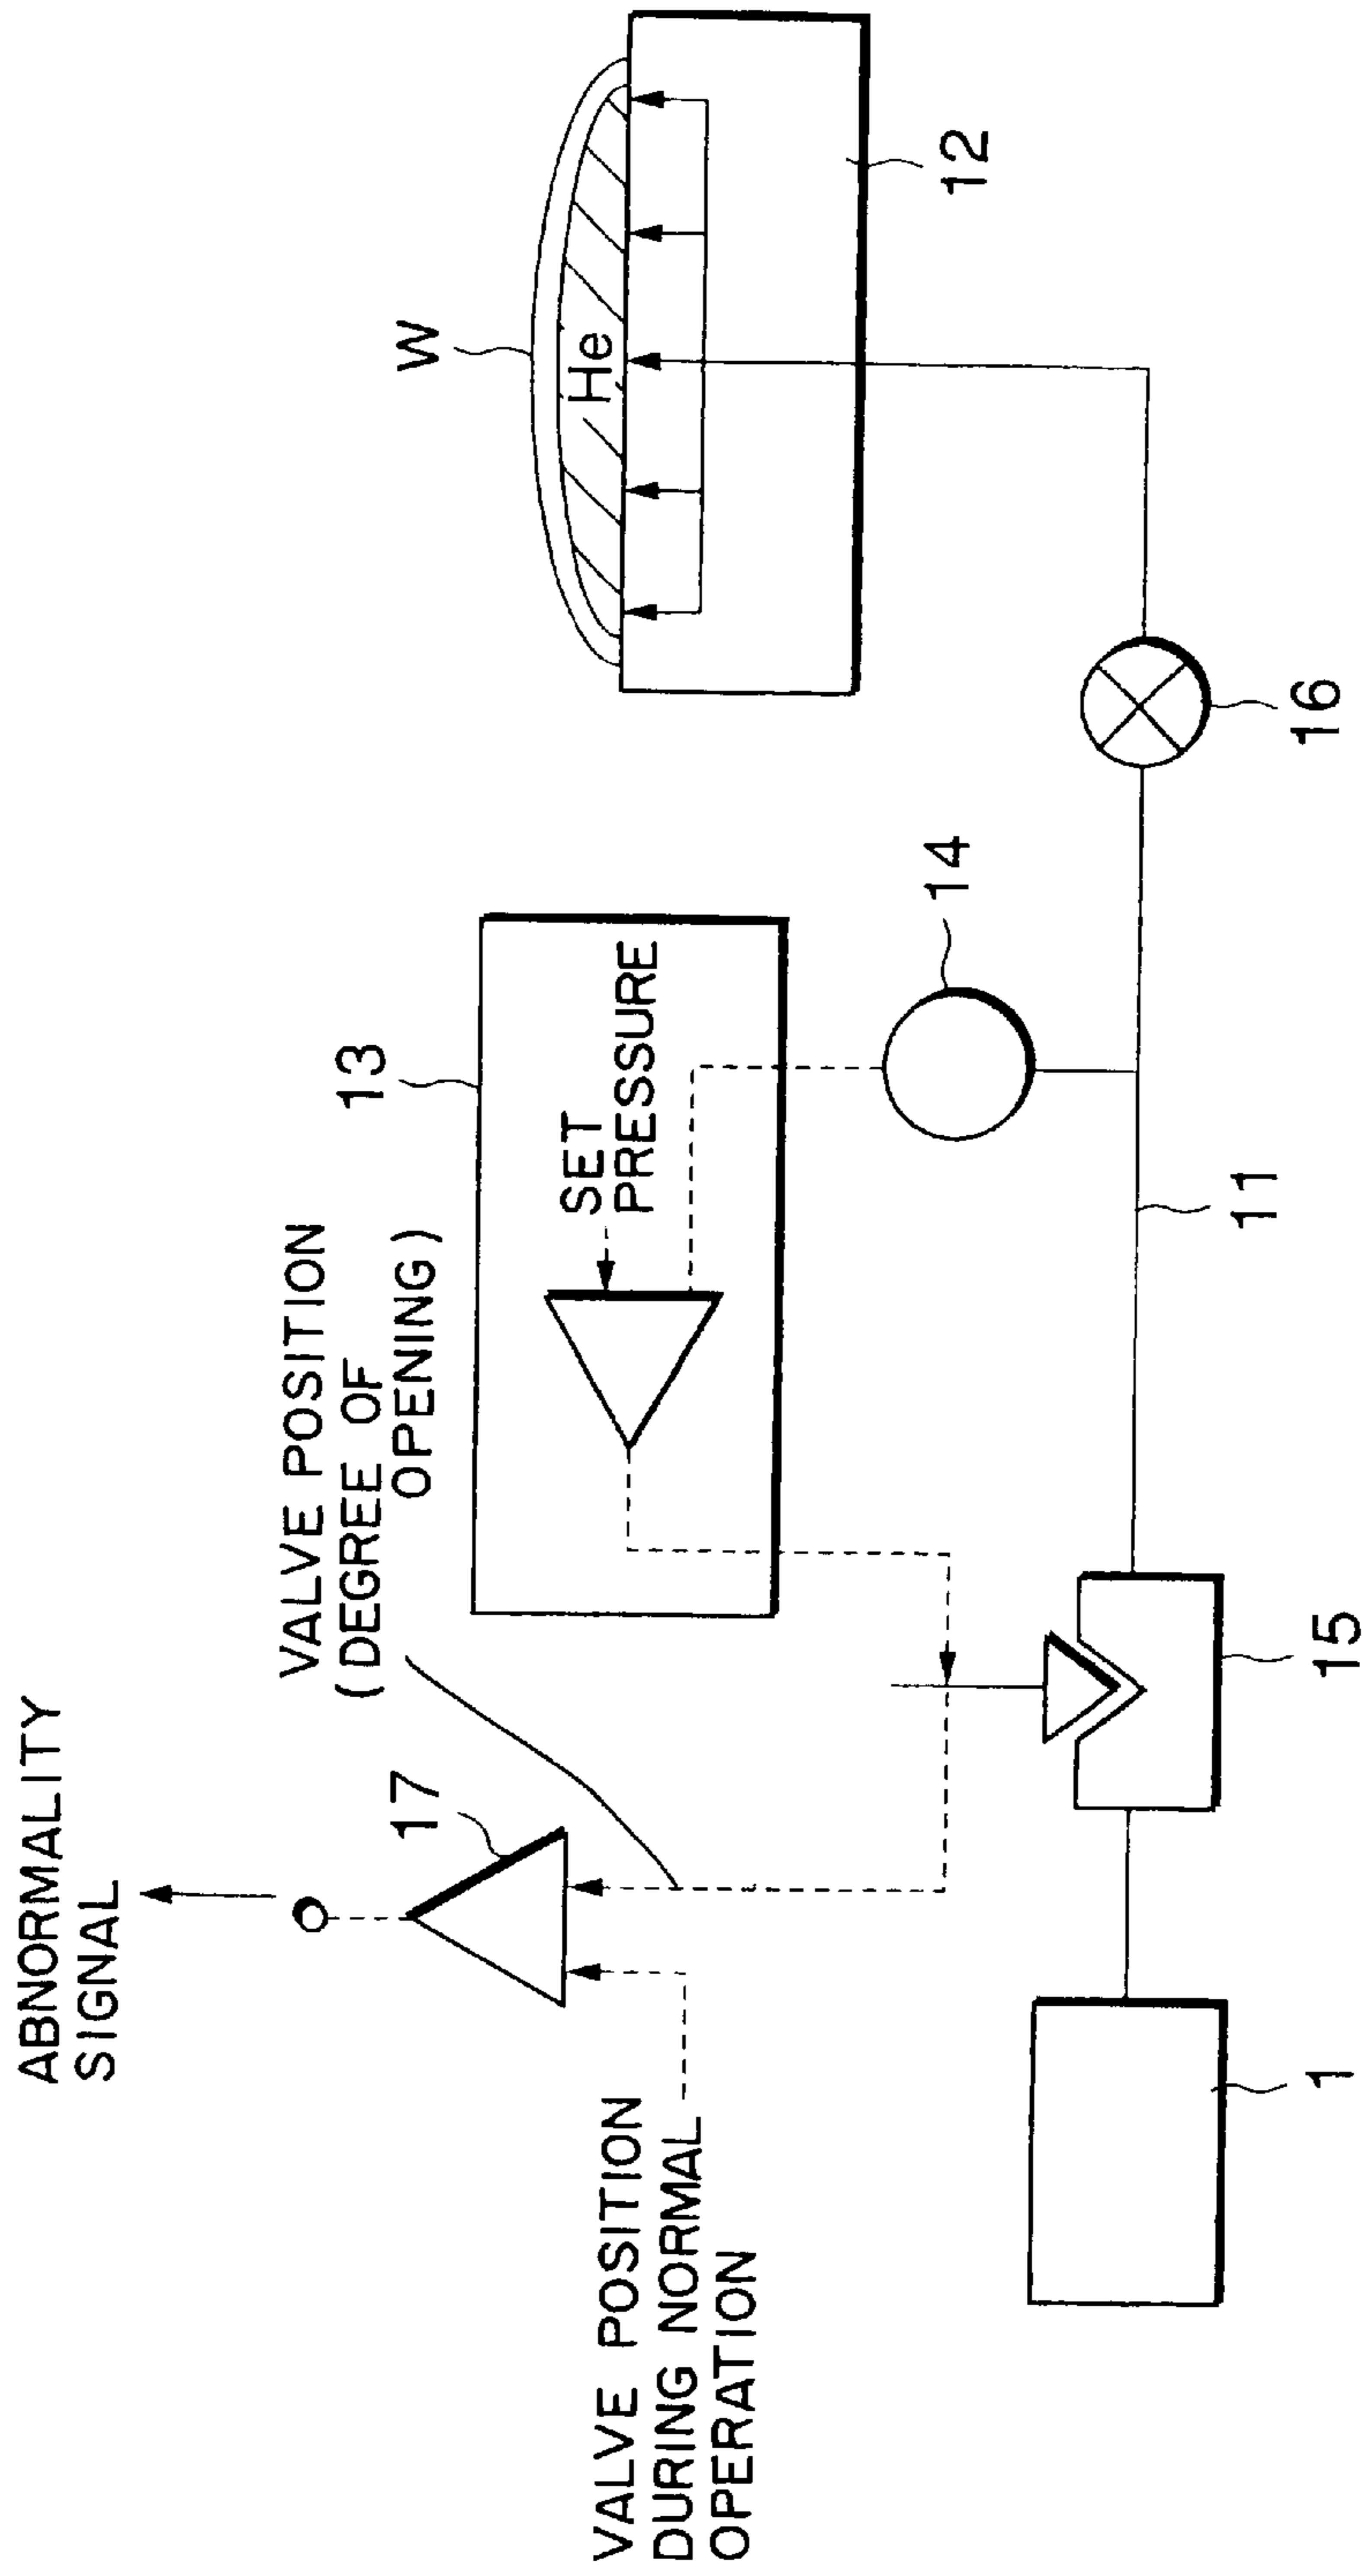 ABNORMALITY
SIGNAL
VALVE POSITION
(DEGREE OF
OPENING)
17
13
SET
PRESSURE
W
He
VALVE POSITION
DURING NORMAL
OPERATION
14
12
1
15
11
16